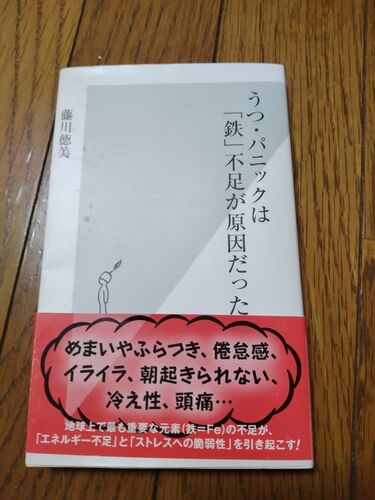 うつ・パニックは
「鉄」不足が原因だった
藤川徳美
めまいやふらつき、倦怠感、
イライラ、朝起きられない、
冷え性、頭痛…
地球上で最も重要な元素(鉄=Fe)の不足が、
「エネルギー不足」と「ストレスへの脆弱性」を引き起こす!